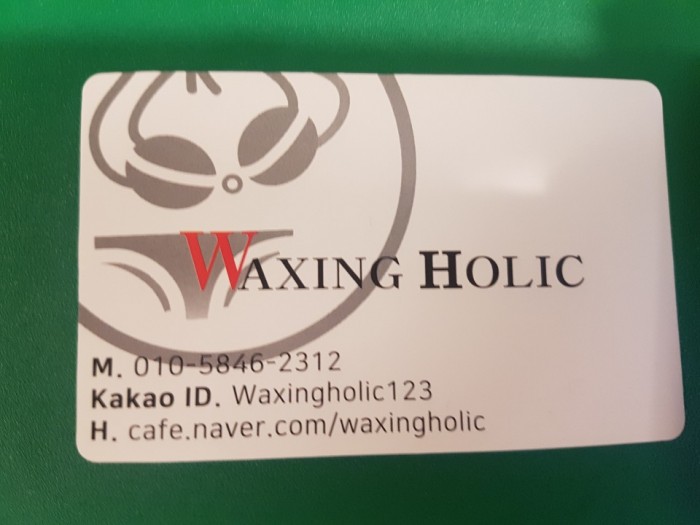 WAXING HOLIC
M. 010-5846-2312
Kakao ID. Waxingholic123
H. cafe.naver.com/waxingholic